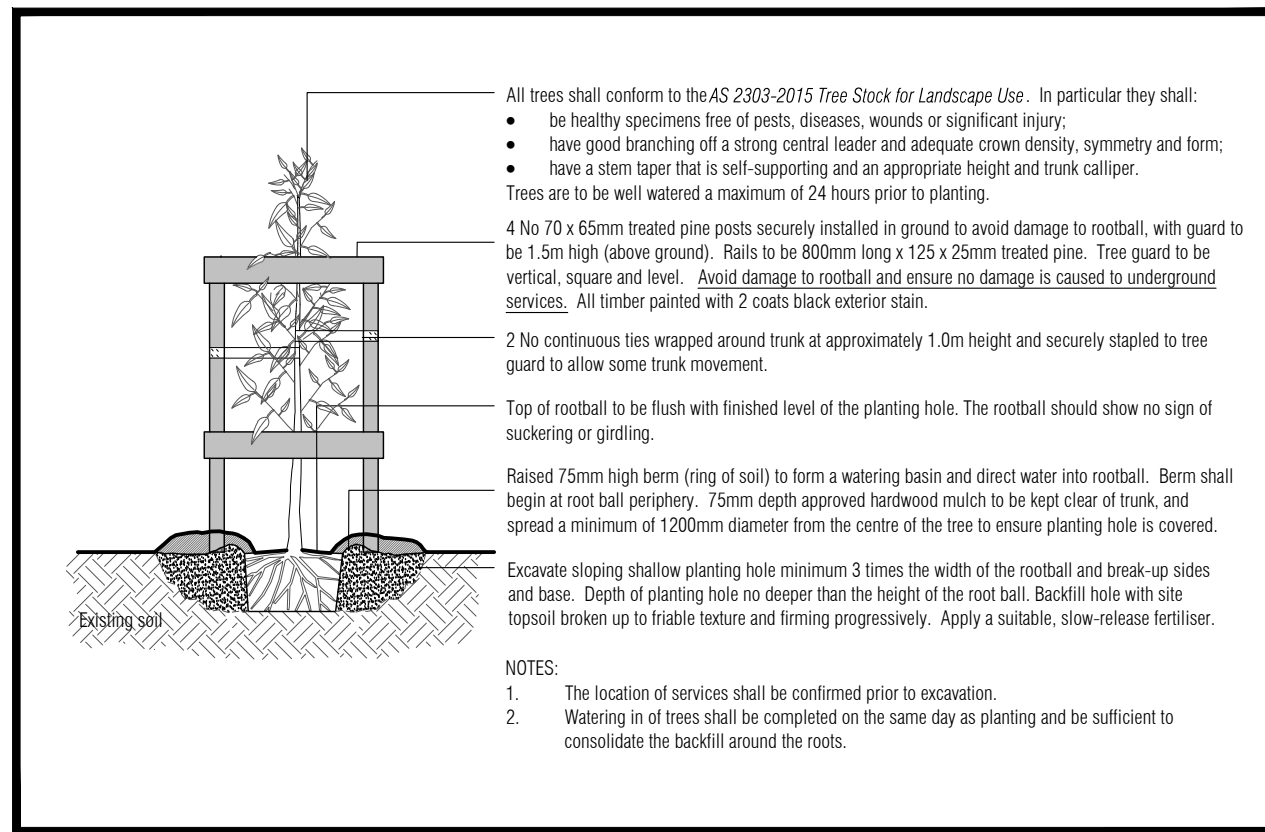 All trees shall conform to the AS 2303-2015 Tree Stock for Landscape Use. In particular they shall:
• be healthy specimens free of pests, diseases, wounds or significant injury;
• have good branching off a strong central leader and adequate crown density, symmetry and form;
• have a stem taper that is self-supporting and an appropriate height and trunk calliper.
Trees are to be well watered a maximum of 24 hours prior to planting.
4 No 70 x 65mm treated pine posts securely installed in ground to avoid damage to rootball, with guard to
be 1.5m high (above ground). Rails to be 800mm long x 125 x 25mm treated pine. Tree guard to be
vertical, square and level. Avoid damage to rootball and ensure no damage is caused to underground
services. All timber painted with 2 coats black exterior stain.
2 No continuous ties wrapped around trunk at approximately 1.0m height and securely stapled to tree
guard to allow some trunk movement.
Top of rootball to be flush with finished level of the planting hole. The rootball should show no sign of
suckering or girdling.
Raised 75mm high berm (ring of soil) to form a watering basin and direct water into rootball. Berm shall
begin at root ball periphery. 75mm depth approved hardwood mulch to be kept clear of trunk, and
spread a minimum of 1200mm diameter from the centre of the tree to ensure planting hole is covered.
Excavate sloping shallow planting hole minimum 3 times the width of the rootball and break-up sides
and base. Depth of planting hole no deeper than the height of the root ball. Backfill hole with site
topsoil broken up to friable texture and firming progressively. Apply a suitable, slow-release fertiliser.
Existing soil
NOTES:
1. The location of services shall be confirmed prior to excavation.
2. Watering in of trees shall be completed on the same day as planting and be sufficient to
consolidate the backfill around the roots.